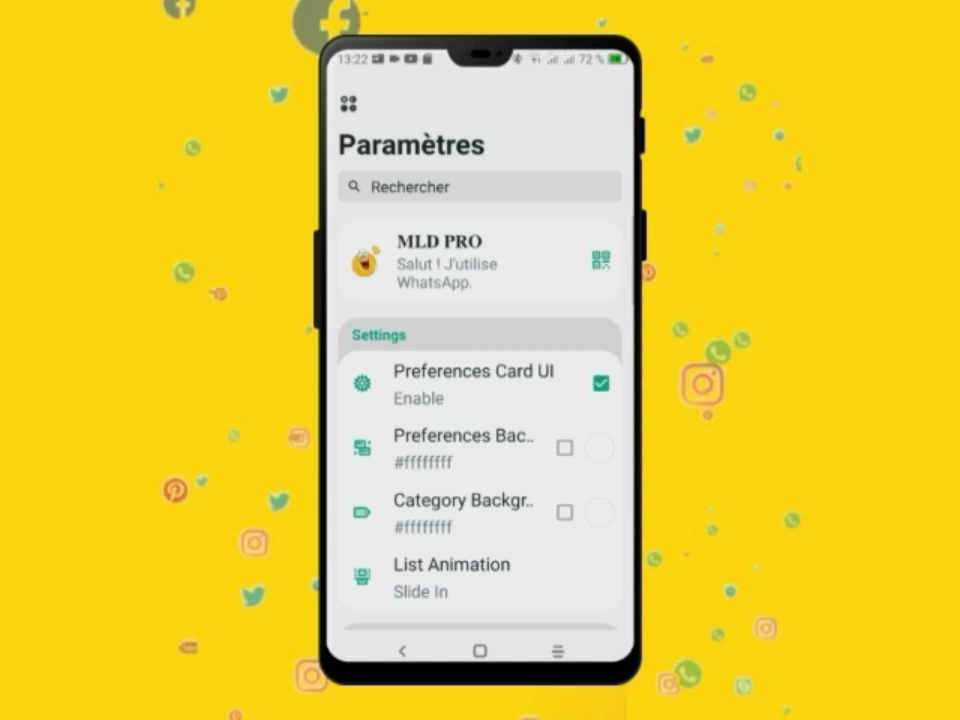 13:22 72 %
Paramètres
Rechercher
MLD PRO
Salut ! J'utilise
WhatsApp.
Settings
Preferences Card UI
Enable
Preferences Bac..
#ffffffff
Category Backgr..
#ffffffff
List Animation
Slide In